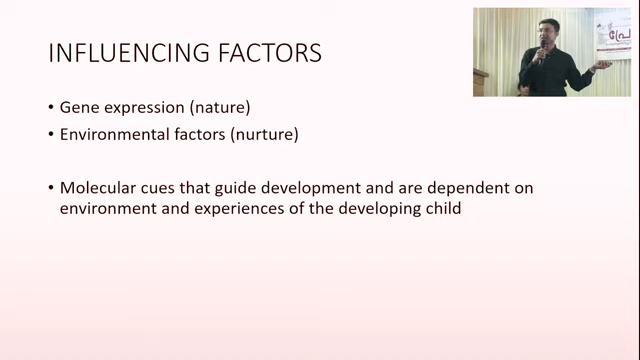 INFLUENCING FACTORS
• Gene expression (nature)
• Environmental factors (nurture)
• Molecular cues that guide development and are dependent on
environment and experiences of the developing child